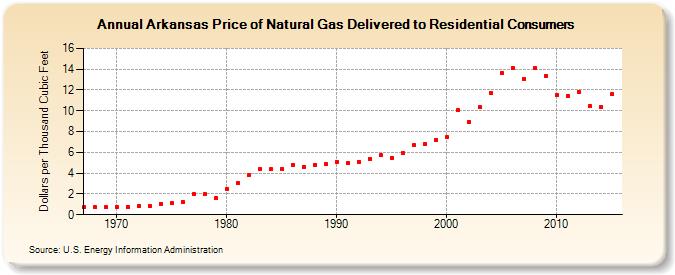 Annual Arkansas Price of Natural Gas Delivered to Residential Consumers
Dollars per Thousand Cubic Feet
16
14
12
10
8
6
4
2
0
1970 1980 1990 2000 2010
Source: U.S. Energy Information Administration